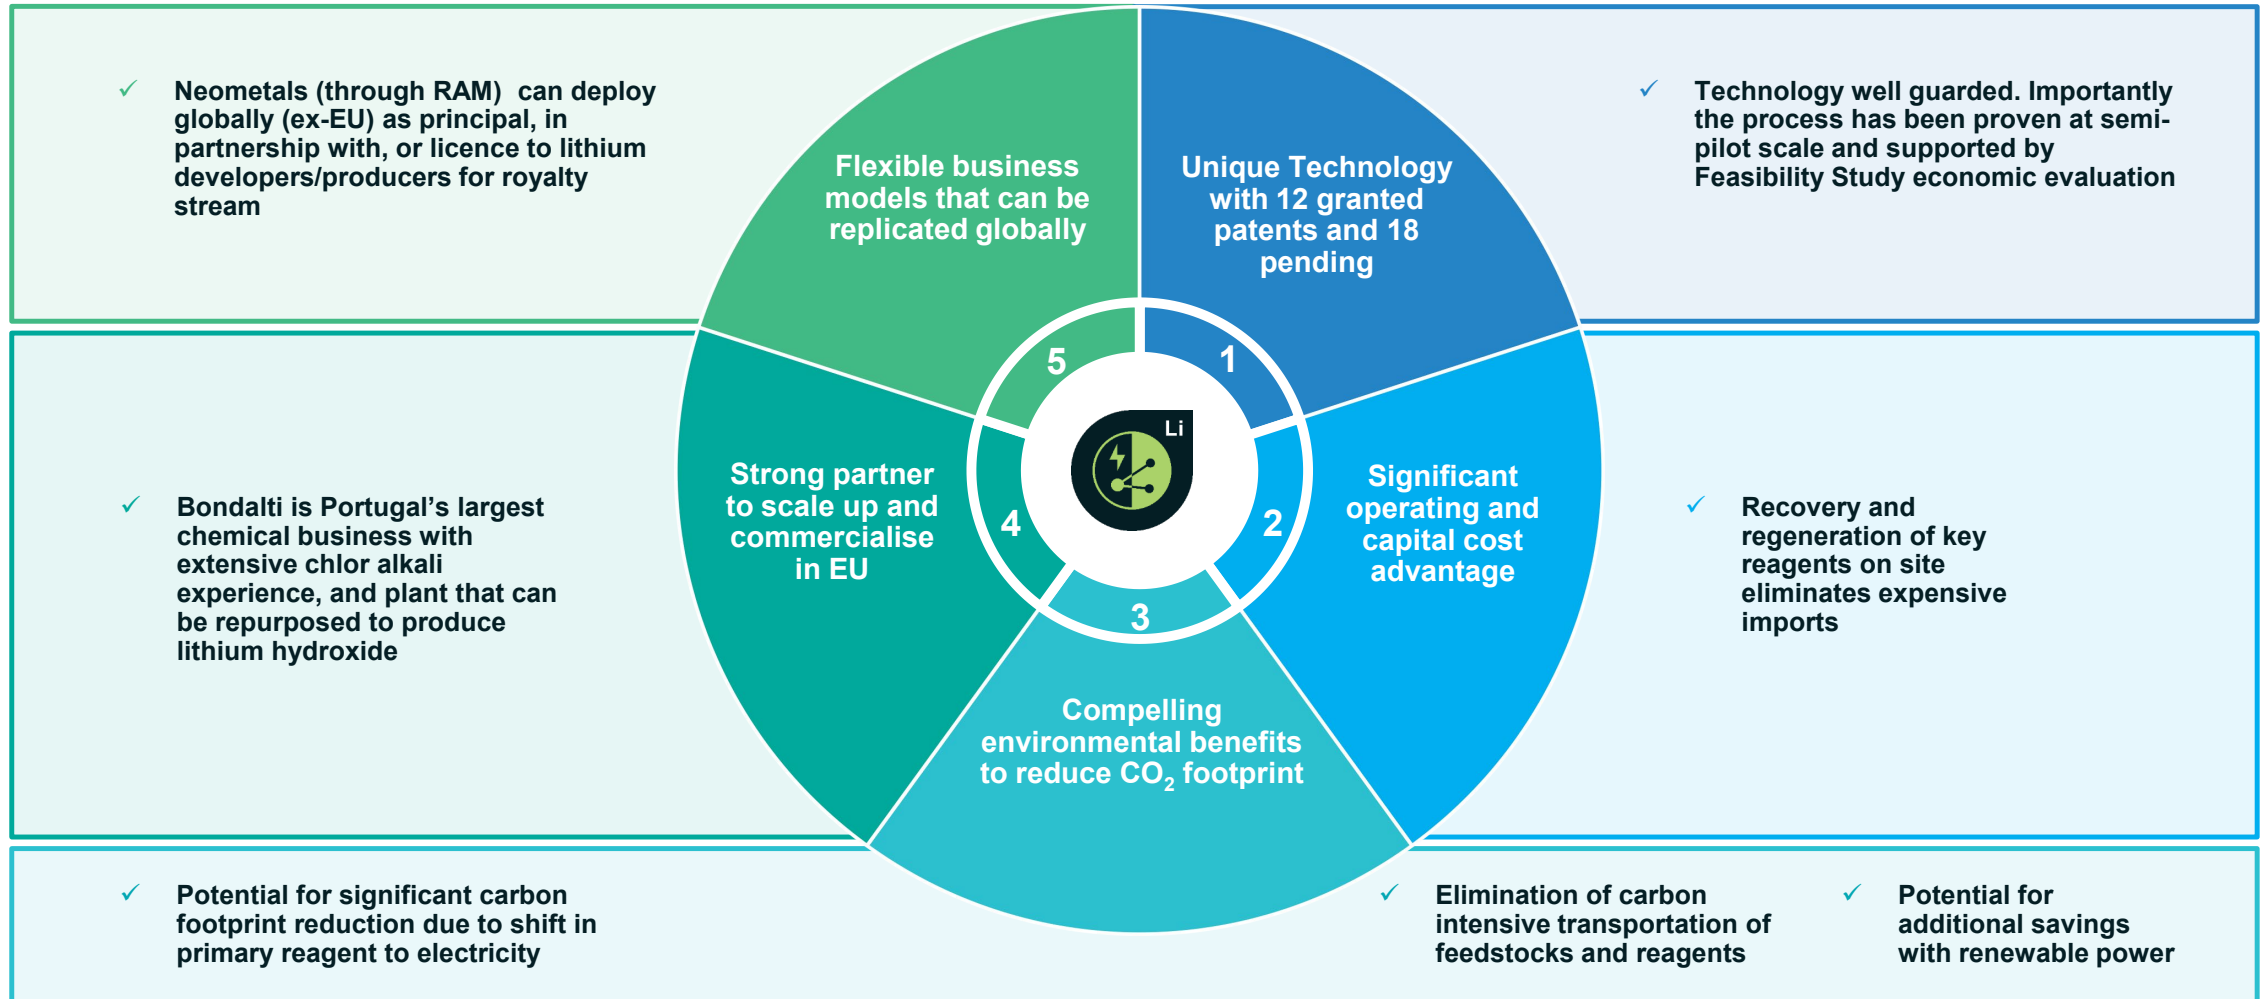 Neometals (through RAM) can deploy
globally (ex-EU) as principal, in
partnership with, or licence to lithium
developers/producers for royalty
stream
Flexible business
models that can be
replicated globally
5
Unique Technology
with 12 granted
patents and 18
pending
1
Technology well guarded. Importantly
the process has been proven at semi-
pilot scale and supported by
Feasibility Study economic evaluation
Bondalti is Portugal’s largest
chemical business with
extensive chlor alkali
experience, and plant that can
be repurposed to produce
lithium hydroxide
Strong partner
to scale up and
commercialise
in EU
4
Li
2
Significant
operating and
capital cost
advantage
Recovery and
regeneration of key
reagents on site
eliminates expensive
imports
3
Compelling
environmental benefits
to reduce CO₂ footprint
Potential for significant carbon
footprint reduction due to shift in
primary reagent to electricity
Elimination of carbon
intensive transportation of
feedstocks and reagents
Potential for
additional savings
with renewable power